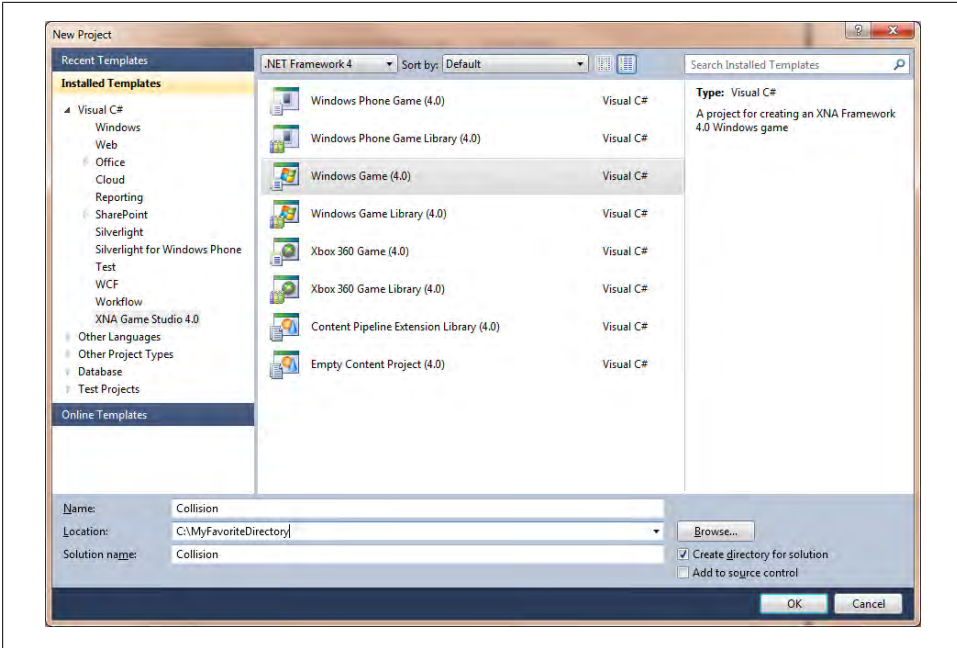 New Project
Recent Templates
Installed Templates
Visual C#
Windows
Web
Office
Cloud
Reporting
SharePoint
Silverlight
Silverlight for Windows Phone
Test
WCF
Workflow
XNA Game Studio 4.0
Other Languages
Other Project Types
Database
Test Projects
Online Templates
.NET Framework 4
Sort by: Default
Windows Phone Game (4.0) Visual C#
Windows Phone Game Library (4.0) Visual C#
Windows Game (4.0) Visual C#
Windows Game Library (4.0) Visual C#
Xbox 360 Game (4.0) Visual C#
Xbox 360 Game Library (4.0) Visual C#
Content Pipeline Extension Library (4.0) Visual C#
Empty Content Project (4.0) Visual C#
Search Installed Templates
Type: Visual C#
A project for creating an XNA Framework
4.0 Windows game
Name: Collision
Location: C:\MyFavoriteDirectory
Browse...
Solution name: Collision
Create directory for solution
Add to source control
OK Cancel